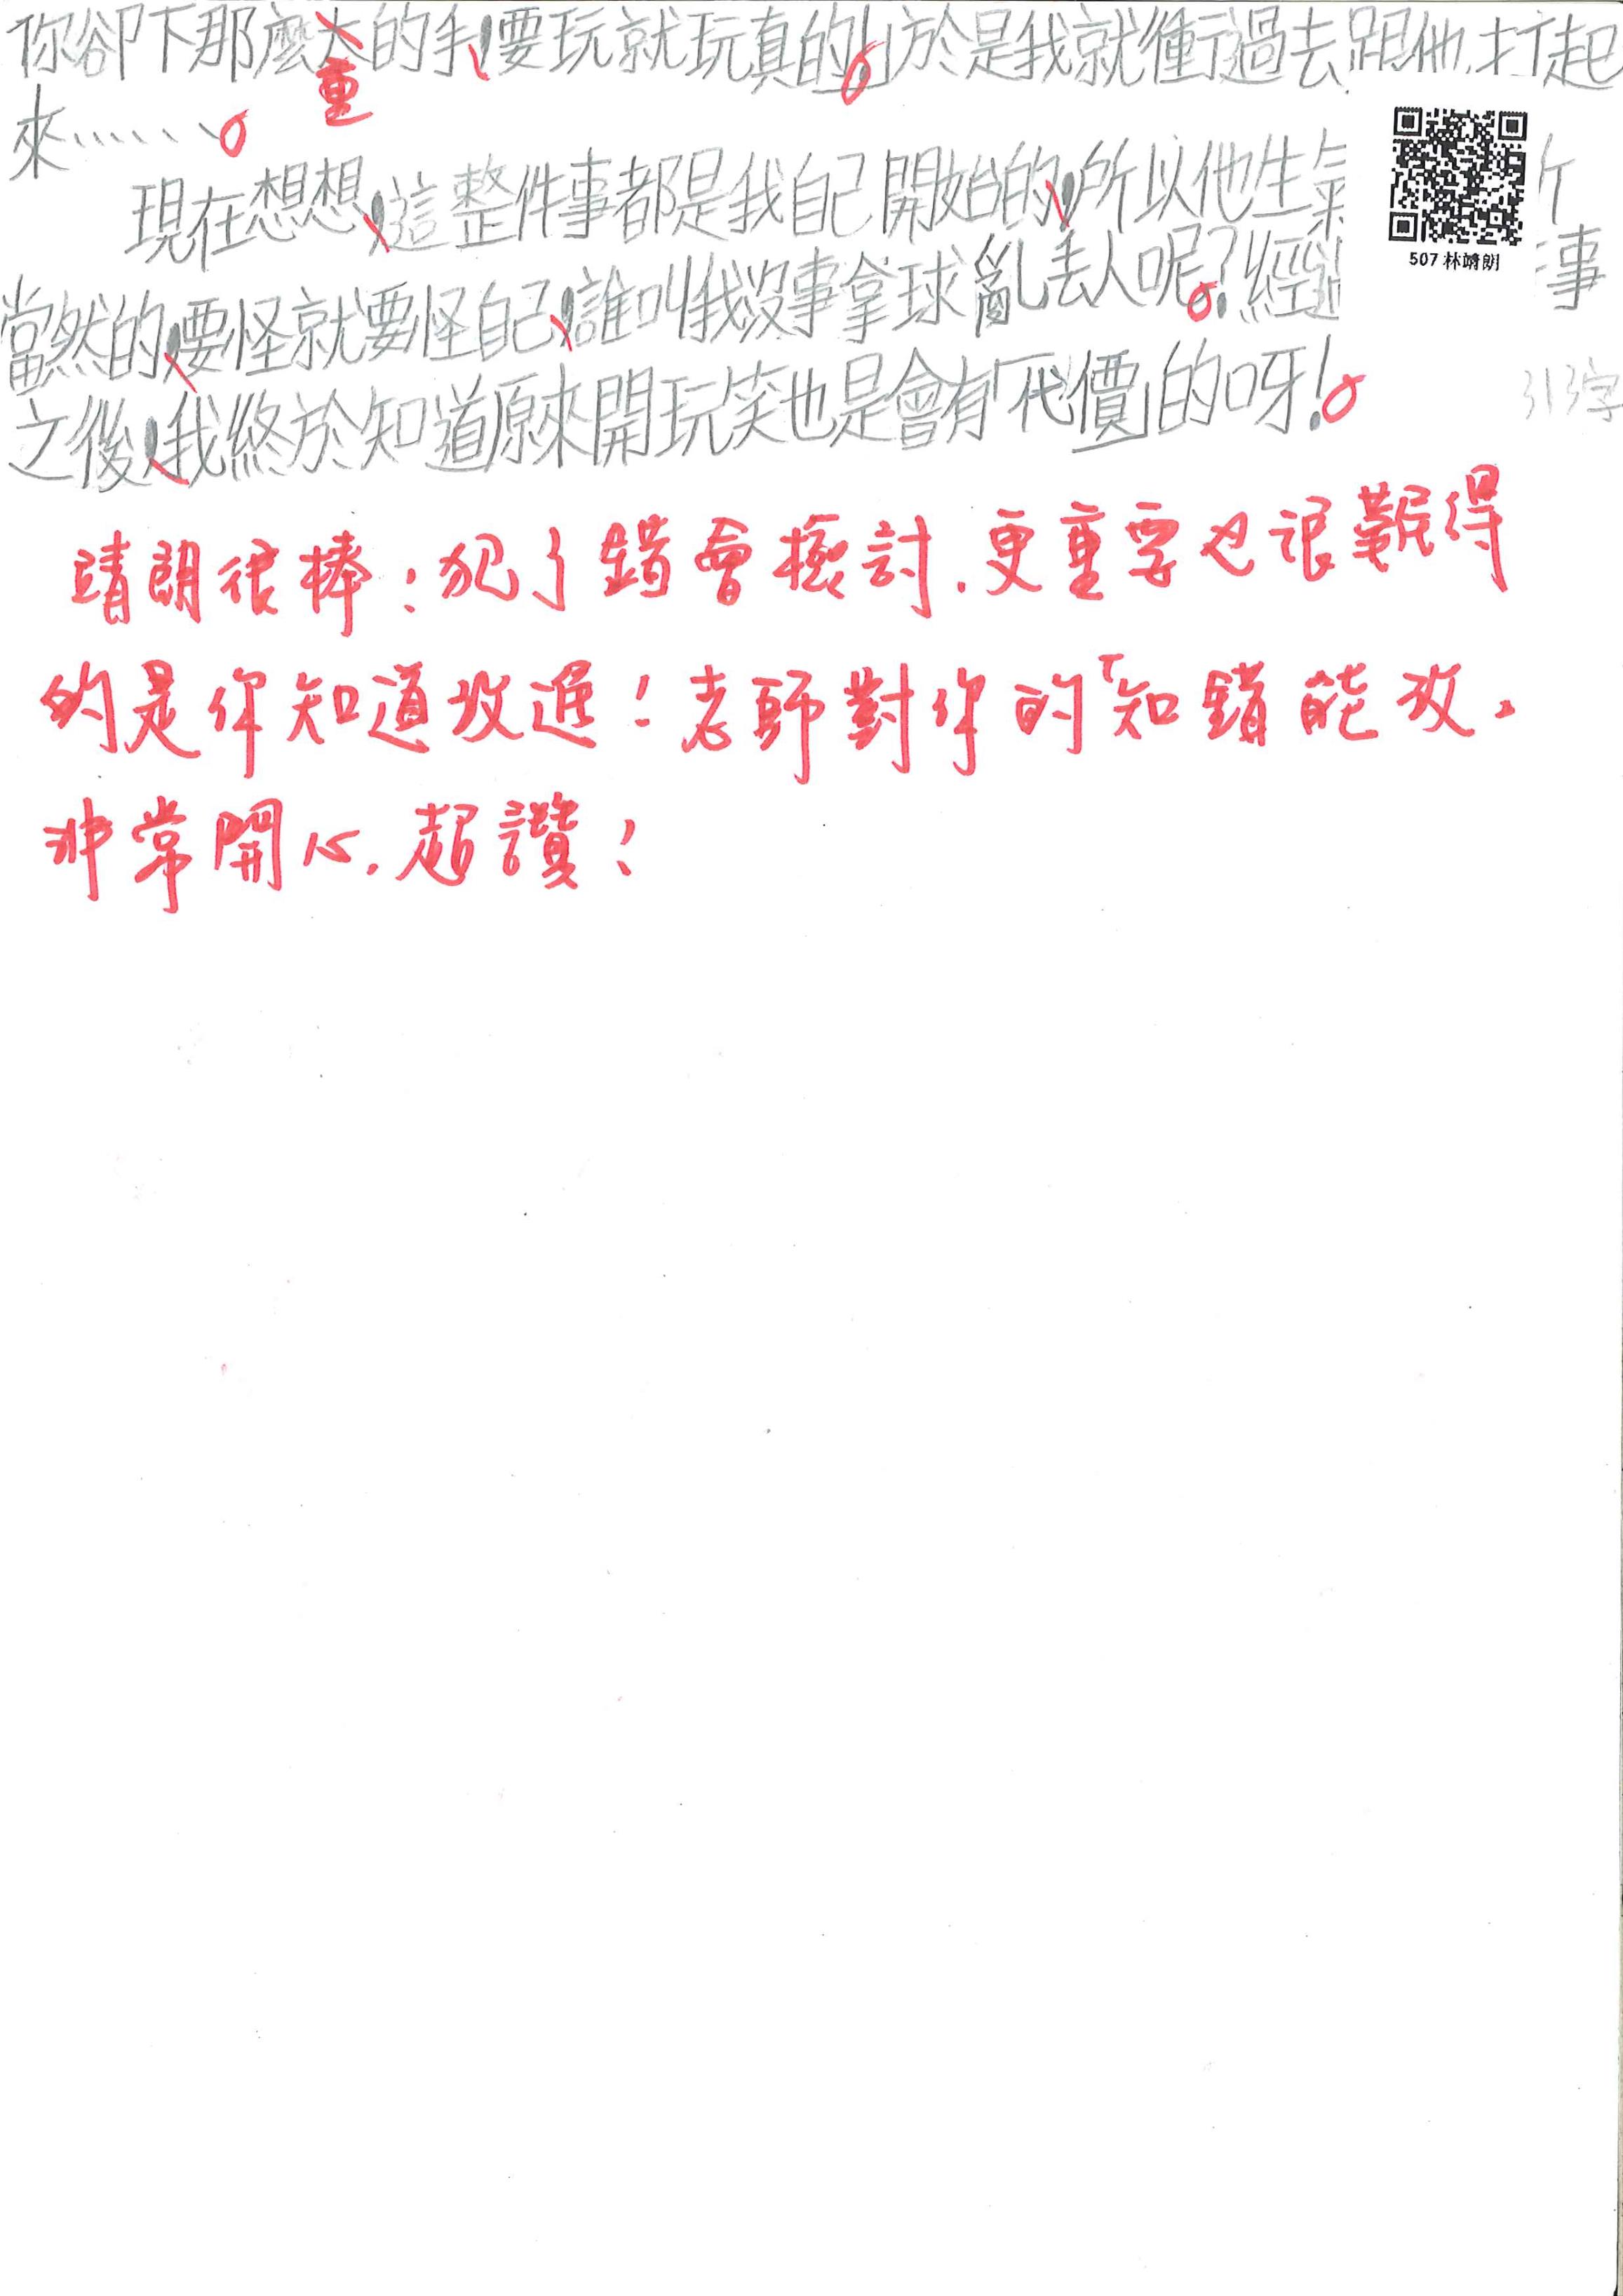 你卻下那麼大的手,要玩就玩真的!」於是我就衝過去跟他打起
重
來……。
現在想想,這整件事都是我自己開始的,所以他生氣
507 林靖朗
當然的,要怪就要怪自己,誰叫我沒事拿球亂丟人呢?經過 事
之後,我終於知道原來開玩笑也是會有「代價」的呀!
313字
靖朗很棒!犯了錯會檢討,更重要也很難得
的是你知道改進!老師對你的「知錯能改,
非常開心,超讚!